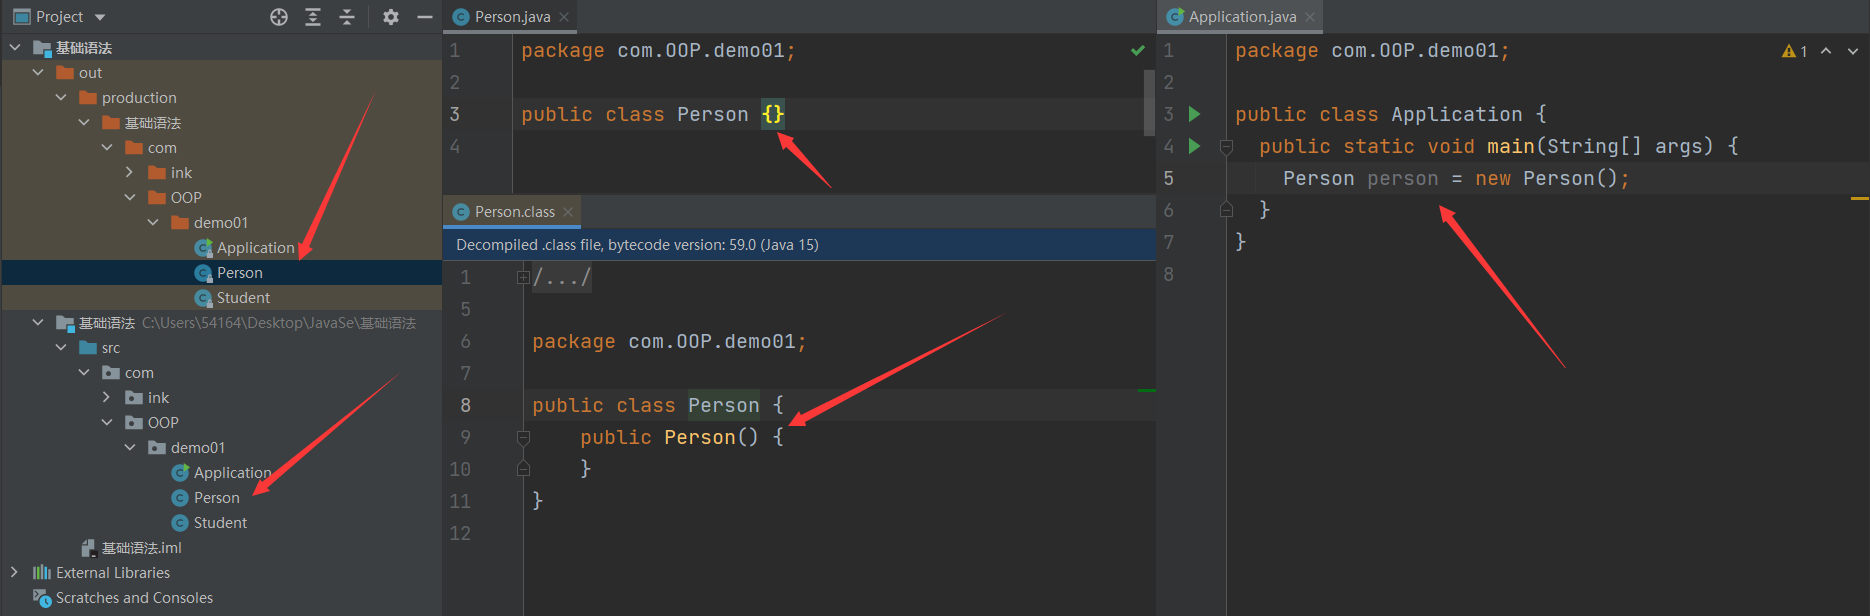 Project
基础语法
out
production
基础语法
com
ink
OOP
demo01
Application
Person
Student
基础语法 C:\Users\54164\Desktop\JavaSe\基础语法
src
com
ink
OOP
demo01
Application
Person
Student
基础语法.iml
External Libraries
Scratches and Consoles
Person.java
1 package com.OOP.demo01;
2
3 public class Person {}
4
Person.class
Decompiled .class file, bytecode version: 59.0 (Java 15)
1 /.../
5
6 package com.OOP.demo01;
7
8 public class Person {
9 public Person() {
10 }
11 }
12
Application.java
1 package com.OOP.demo01;
1
2
3 public class Application {
4 public static void main(String[] args) {
5 Person person = new Person();
6 }
7 }
8